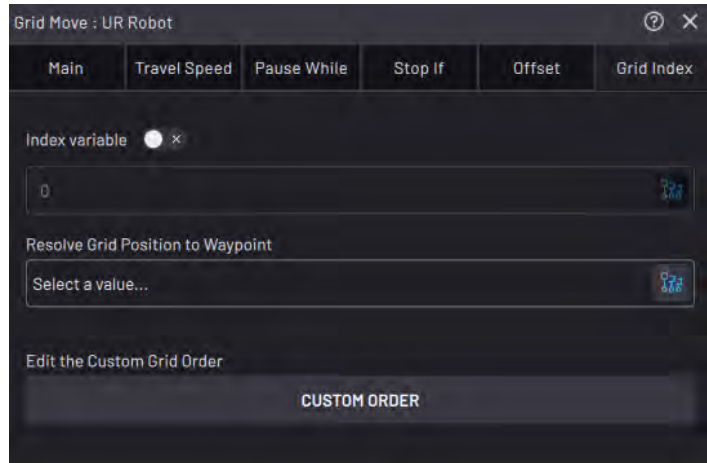 Grid Move : UR Robot
Main Travel Speed Pause While Stop If Offset Grid Index
Index variable
0
Resolve Grid Position to Waypoint
Select a value...
Edit the Custom Grid Order
CUSTOM ORDER